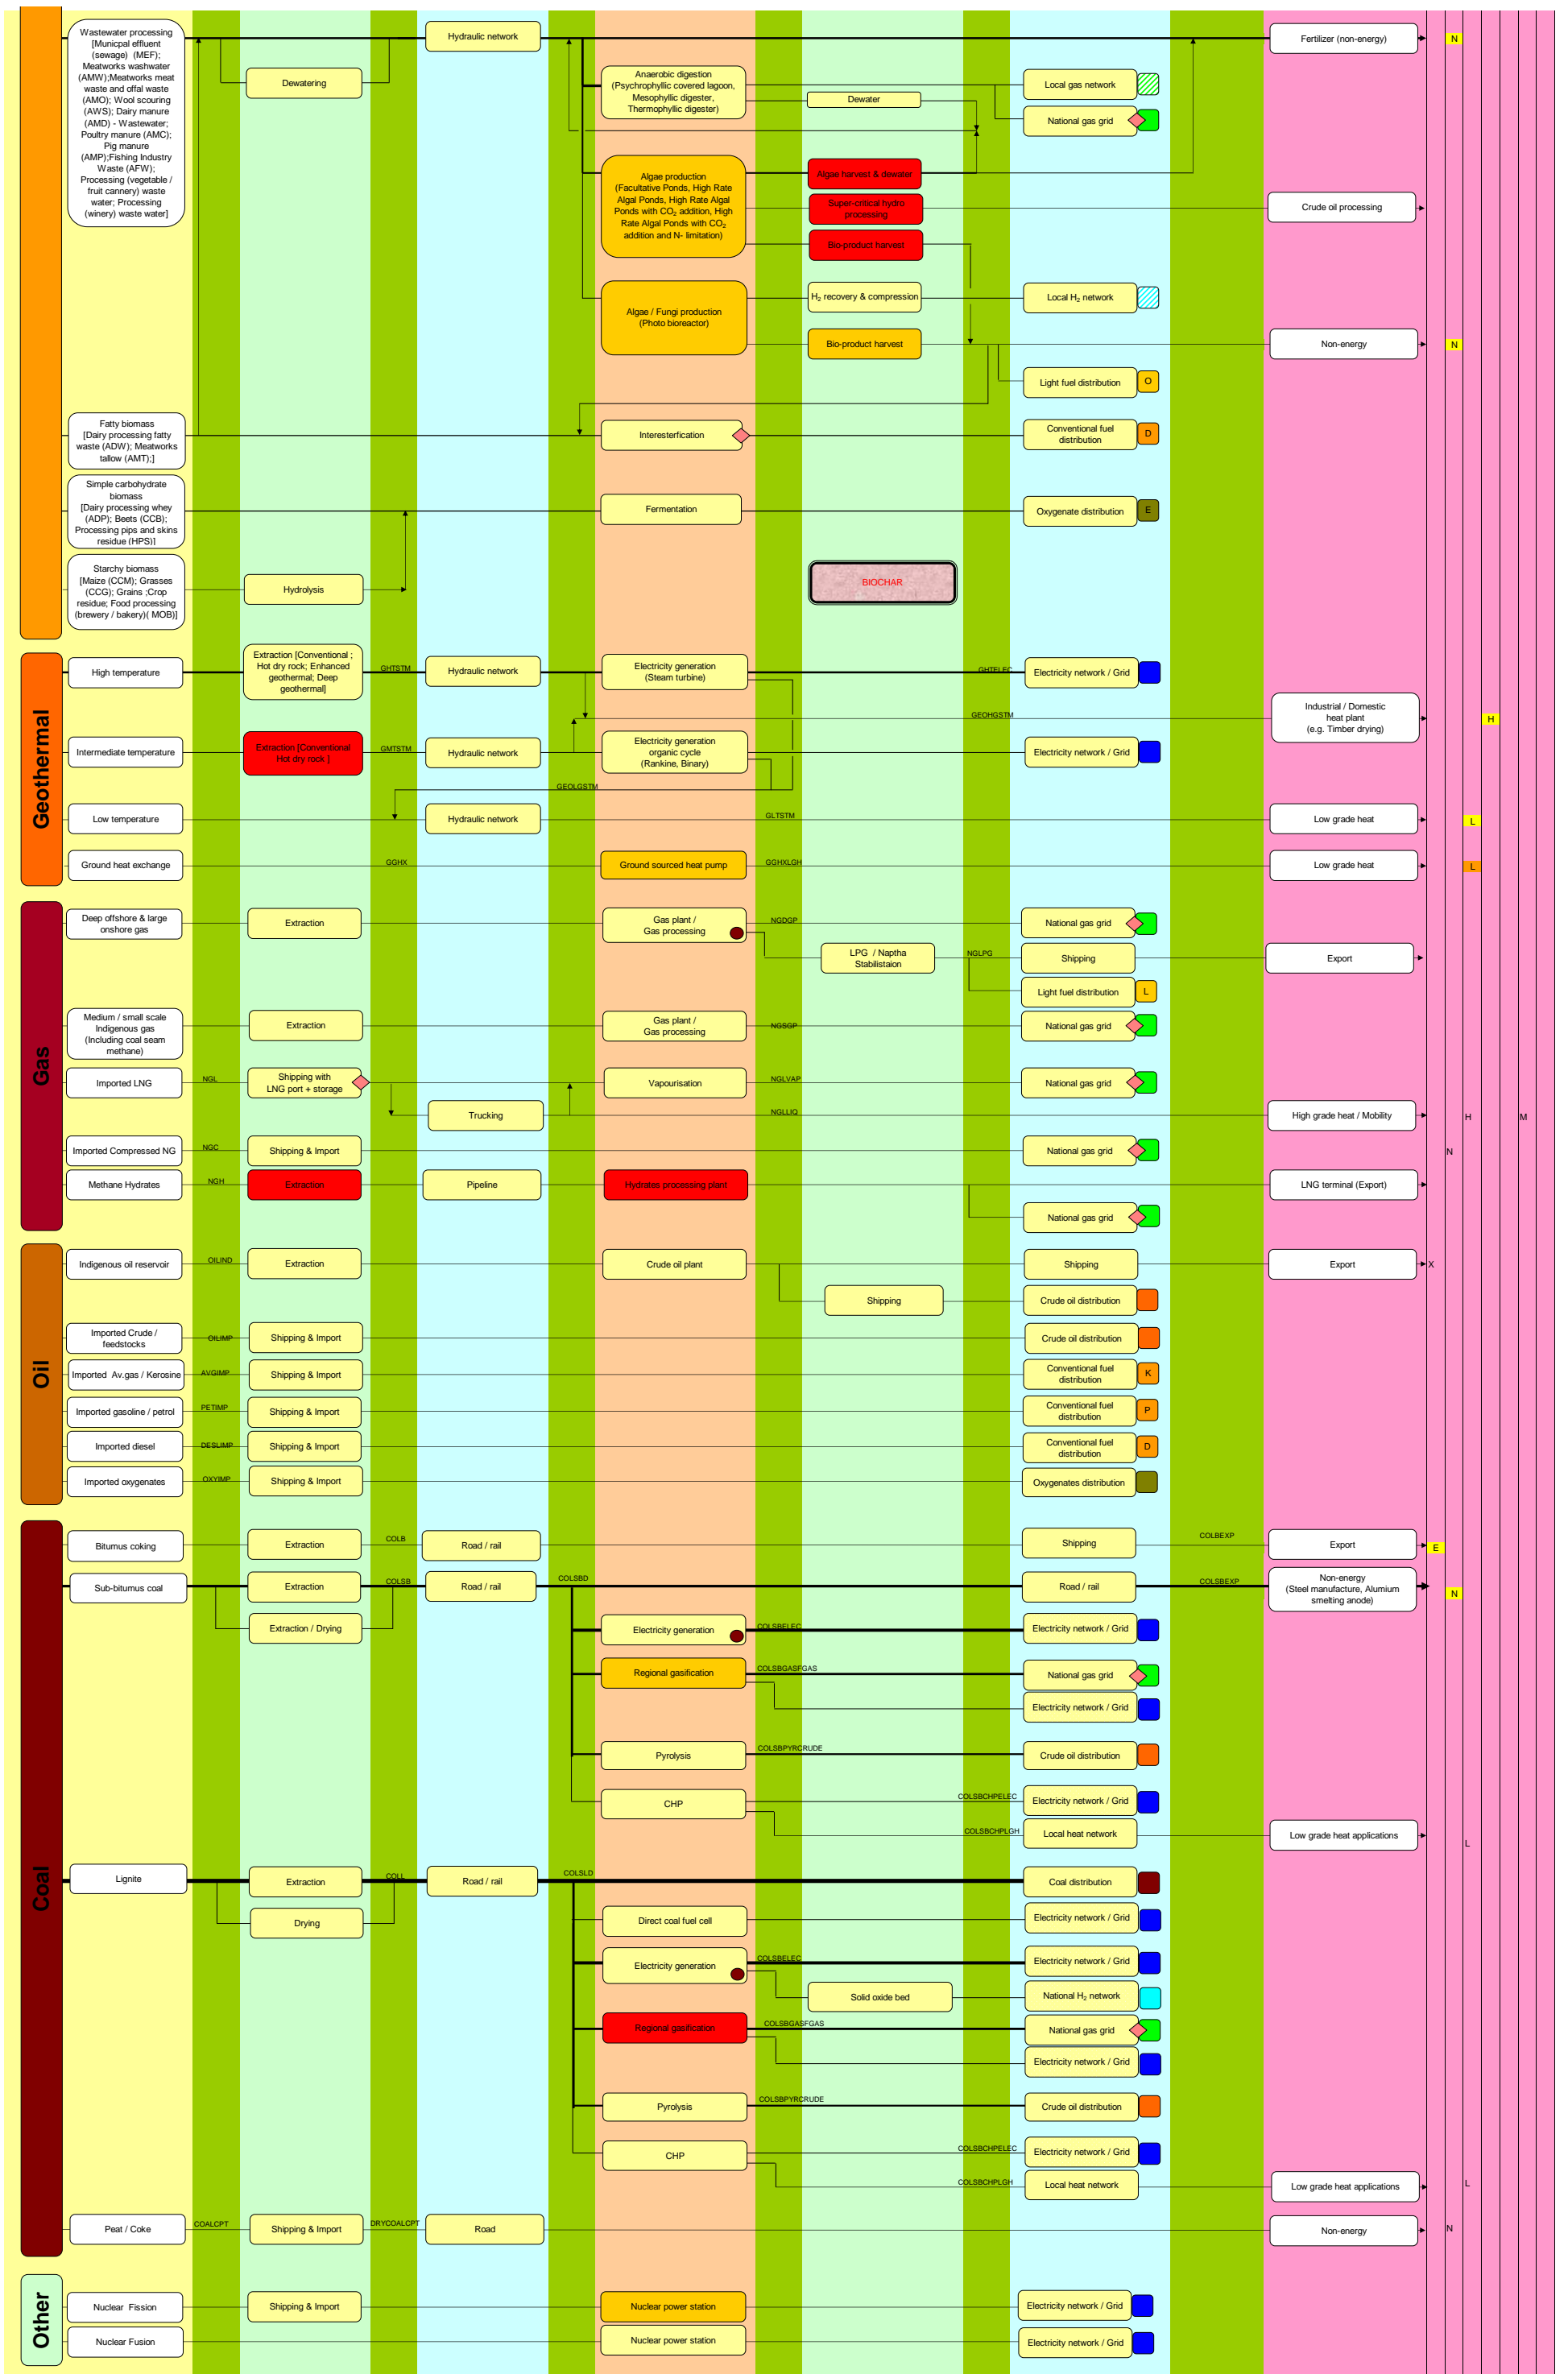 Wastewater processing
[Municpal effluent
(sewage) (MEF);
Meatworks washwater
(AMW);Meatworks meat
waste and offal waste
(AMO); Wool scouring
(AWS); Dairy manure
(AMD) - Wastewater;
Poultry manure (AMC);
Pig manure
(AMP);Fishing Industry
Waste (AFW);
Processing (vegetable /
fruit cannery) waste
water; Processing
(winery) waste water]
Dewatering
Hydraulic network
Anaerobic digestion
(Psychrophyllic covered lagoon,
Mesophyllic digester,
Thermophyllic digester)
Dewater
Local gas network
National gas grid
Fertilizer (non-energy)
N
Algae production
(Facultative Ponds, High Rate
Algal Ponds, High Rate Algal
Ponds with CO2 addition, High
Rate Algal Ponds with CO2
addition and N- limitation)
Algae harvest & dewater
Super-critical hydro
processing
Bio-product harvest
Crude oil processing
Algae / Fungi production
(Photo bioreactor)
H2 recovery & compression
Local H2 network
Bio-product harvest
Non-energy
N
Light fuel distribution
O
Fatty biomass
[Dairy processing fatty
waste (ADW); Meatworks
tallow (AMT);]
Interesterfication
Conventional fuel
distribution
D
Simple carbohydrate
biomass
[Dairy processing whey
(ADP); Beets (CCB);
Processing pips and skins
residue (HPS)]
Fermentation
Oxygenate distribution
E
Starchy biomass
[Maize (CCM); Grasses
(CCG); Grains ;Crop
residue; Food processing
(brewery / bakery)( MOB)]
Hydrolysis
BIOCHAR
Geothermal
High temperature
Extraction [Conventional ;
Hot dry rock; Enhanced
geothermal; Deep
geothermal]
GHTSTM
Hydraulic network
Electricity generation
(Steam turbine)
GHTELEC
Electricity network / Grid
GEOHGSTM
Industrial / Domestic
heat plant
(e.g. Timber drying)
H
Intermediate temperature
Extraction [Conventional
Hot dry rock ]
GMTSTM
Hydraulic network
Electricity generation
organic cycle
(Rankine, Binary)
Electricity network / Grid
GEOLGSTM
Low temperature
Hydraulic network
GLTSTM
Low grade heat
L
Ground heat exchange
GGHX
Ground sourced heat pump
GGHXLGH
Low grade heat
L
Gas
Deep offshore & large
onshore gas
Extraction
Gas plant /
Gas processing
NGDGP
National gas grid
LPG / Naptha
Stabilistaion
NGLPG
Shipping
Export
Light fuel distribution
L
Medium / small scale
Indigenous gas
(Including coal seam
methane)
Extraction
Gas plant /
Gas processing
NGSGP
National gas grid
Imported LNG
NGL
Shipping with
LNG port + storage
Vapourisation
NGLVAP
National gas grid
Trucking
NGLLIQ
High grade heat / Mobility
H
M
Imported Compressed NG
NGC
Shipping & Import
National gas grid
N
Methane Hydrates
NGH
Extraction
Pipeline
Hydrates processing plant
LNG terminal (Export)
National gas grid
Oil
Indigenous oil reservoir
OILIND
Extraction
Crude oil plant
Shipping
Export
X
Shipping
Crude oil distribution
Imported Crude /
feedstocks
OILIMP
Shipping & Import
Crude oil distribution
Imported Av.gas / Kerosine
AVGIMP
Shipping & Import
Conventional fuel
distribution
K
Imported gasoline / petrol
PETIMP
Shipping & Import
Conventional fuel
distribution
P
Imported diesel
DESLIMP
Shipping & Import
Conventional fuel
distribution
D
Imported oxygenates
OXYIMP
Shipping & Import
Oxygenates distribution
Coal
Bitumus coking
Extraction
COLB
Road / rail
Shipping
COLBEXP
Export
E
Sub-bitumus coal
Extraction
COLSB
Road / rail
COLSBD
Road / rail
COLSBEXP
Non-energy
(Steel manufacture, Alumium
smelting anode)
N
Extraction / Drying
Electricity generation
COLSBELEC
Electricity network / Grid
Regional gasification
COLSBGASFGAS
National gas grid
Electricity network / Grid
Pyrolysis
COLSBPYRCRUDE
Crude oil distribution
CHP
COLSBCHPELEC
Electricity network / Grid
COLSBCHPLGH
Local heat network
Low grade heat applications
L
Lignite
Extraction
COLL
Road / rail
COLSLD
Coal distribution
Drying
Direct coal fuel cell
Electricity network / Grid
Electricity generation
COLSBELEC
Electricity network / Grid
Solid oxide bed
National H2 network
Regional gasification
COLSBGASFGAS
National gas grid
Electricity network / Grid
Pyrolysis
COLSBPYRCRUDE
Crude oil distribution
CHP
COLSBCHPELEC
Electricity network / Grid
COLSBCHPLGH
Local heat network
Low grade heat applications
L
Peat / Coke
COALCPT
Shipping & Import
DRYCOALCPT
Road
Non-energy
N
Other
Nuclear Fission
Shipping & Import
Nuclear power station
Electricity network / Grid
Nuclear Fusion
Nuclear power station
Electricity network / Grid